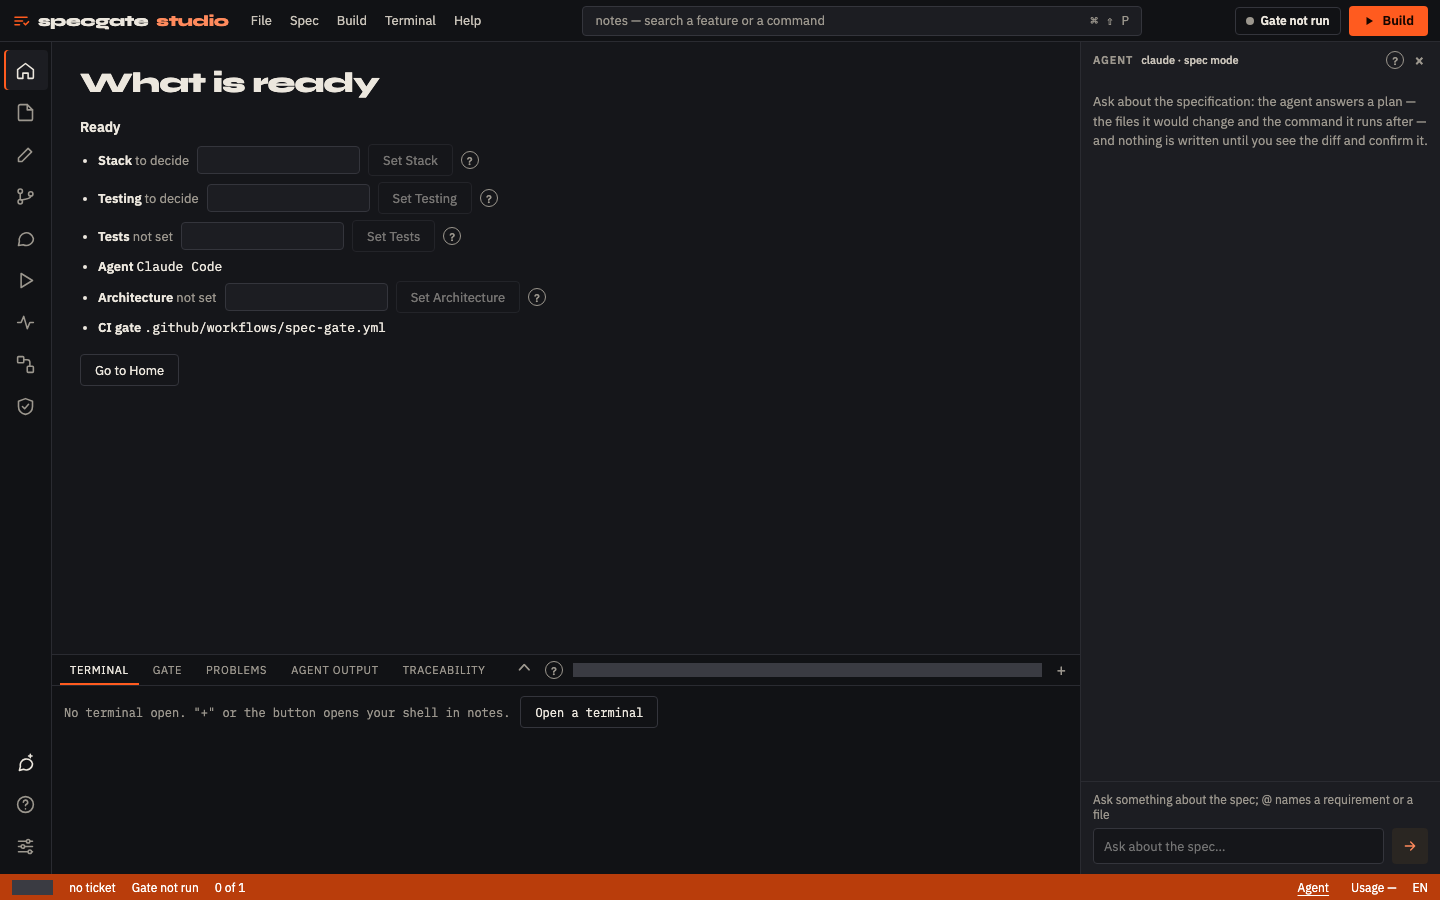 specgate studio File Spec Build Terminal Help notes — search a feature or a command ⌘ ⇧ P Gate not run Build
AGENT claude · spec mode ? ×
What is ready
Ready
Ask about the specification: the agent answers a plan —
the files it would change and the command it runs after —
and nothing is written until you see the diff and confirm it.
• Stack to decide Set Stack ?
• Testing to decide Set Testing ?
• Tests not set Set Tests ?
• Agent Claude Code
• Architecture not set Set Architecture ?
• CI gate .github/workflows/spec-gate.yml
Go to Home
TERMINAL GATE PROBLEMS AGENT OUTPUT TRACEABILITY ? +
No terminal open. "+" or the button opens your shell in notes. Open a terminal
Ask something about the spec; @ names a requirement or a
file
Ask about the spec...
no ticket Gate not run 0 of 1 Agent Usage — EN